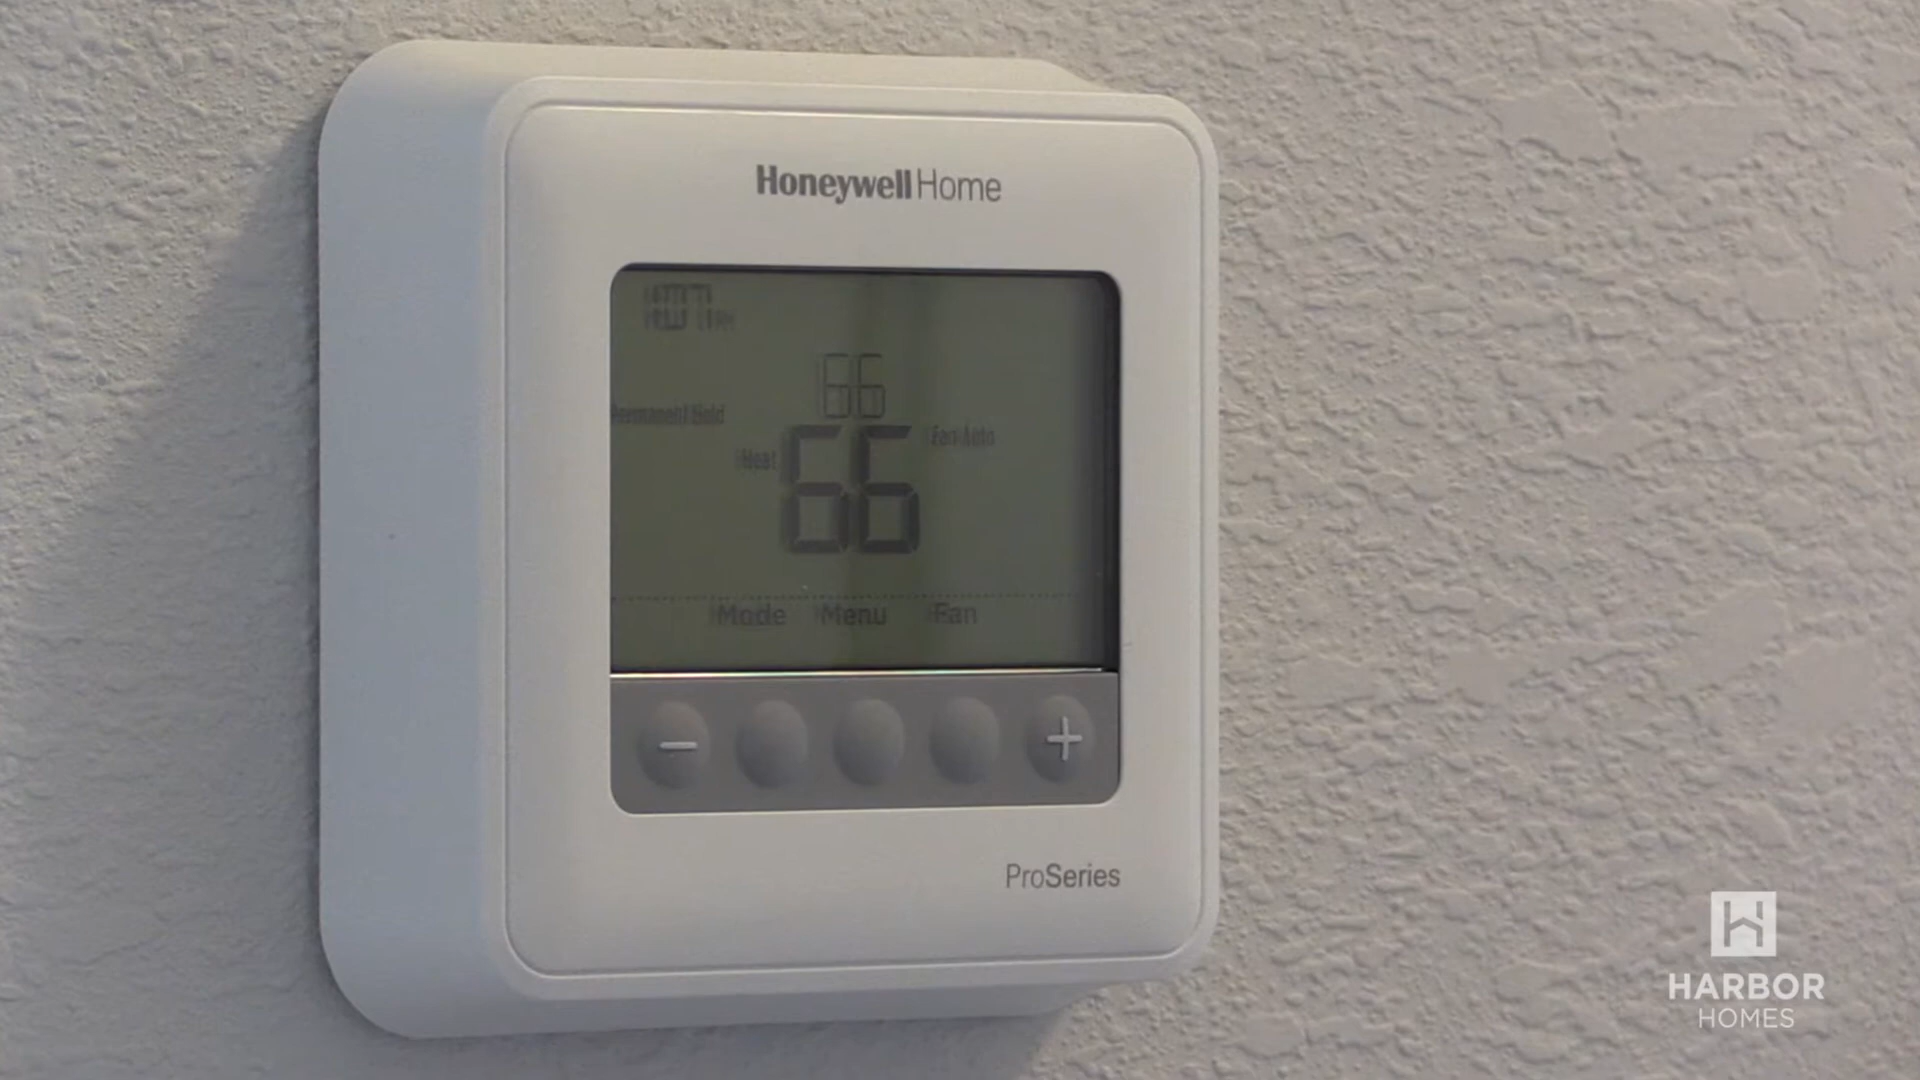 Honeywell Home
66
Permanent Hold
Fan Auto
Heat
66
Mode Menu Fan
− +
ProSeries
HARBOR
HOMES